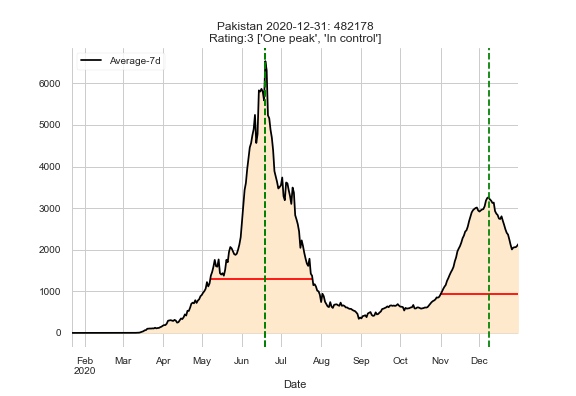 Pakistan 2020-12-31: 482178
Rating:3 ['One peak', 'In control']
Average-7d
6000
5000
4000
3000
2000
1000
0
Feb Mar Apr May Jun Jul Aug Sep Oct Nov Dec
2020
Date